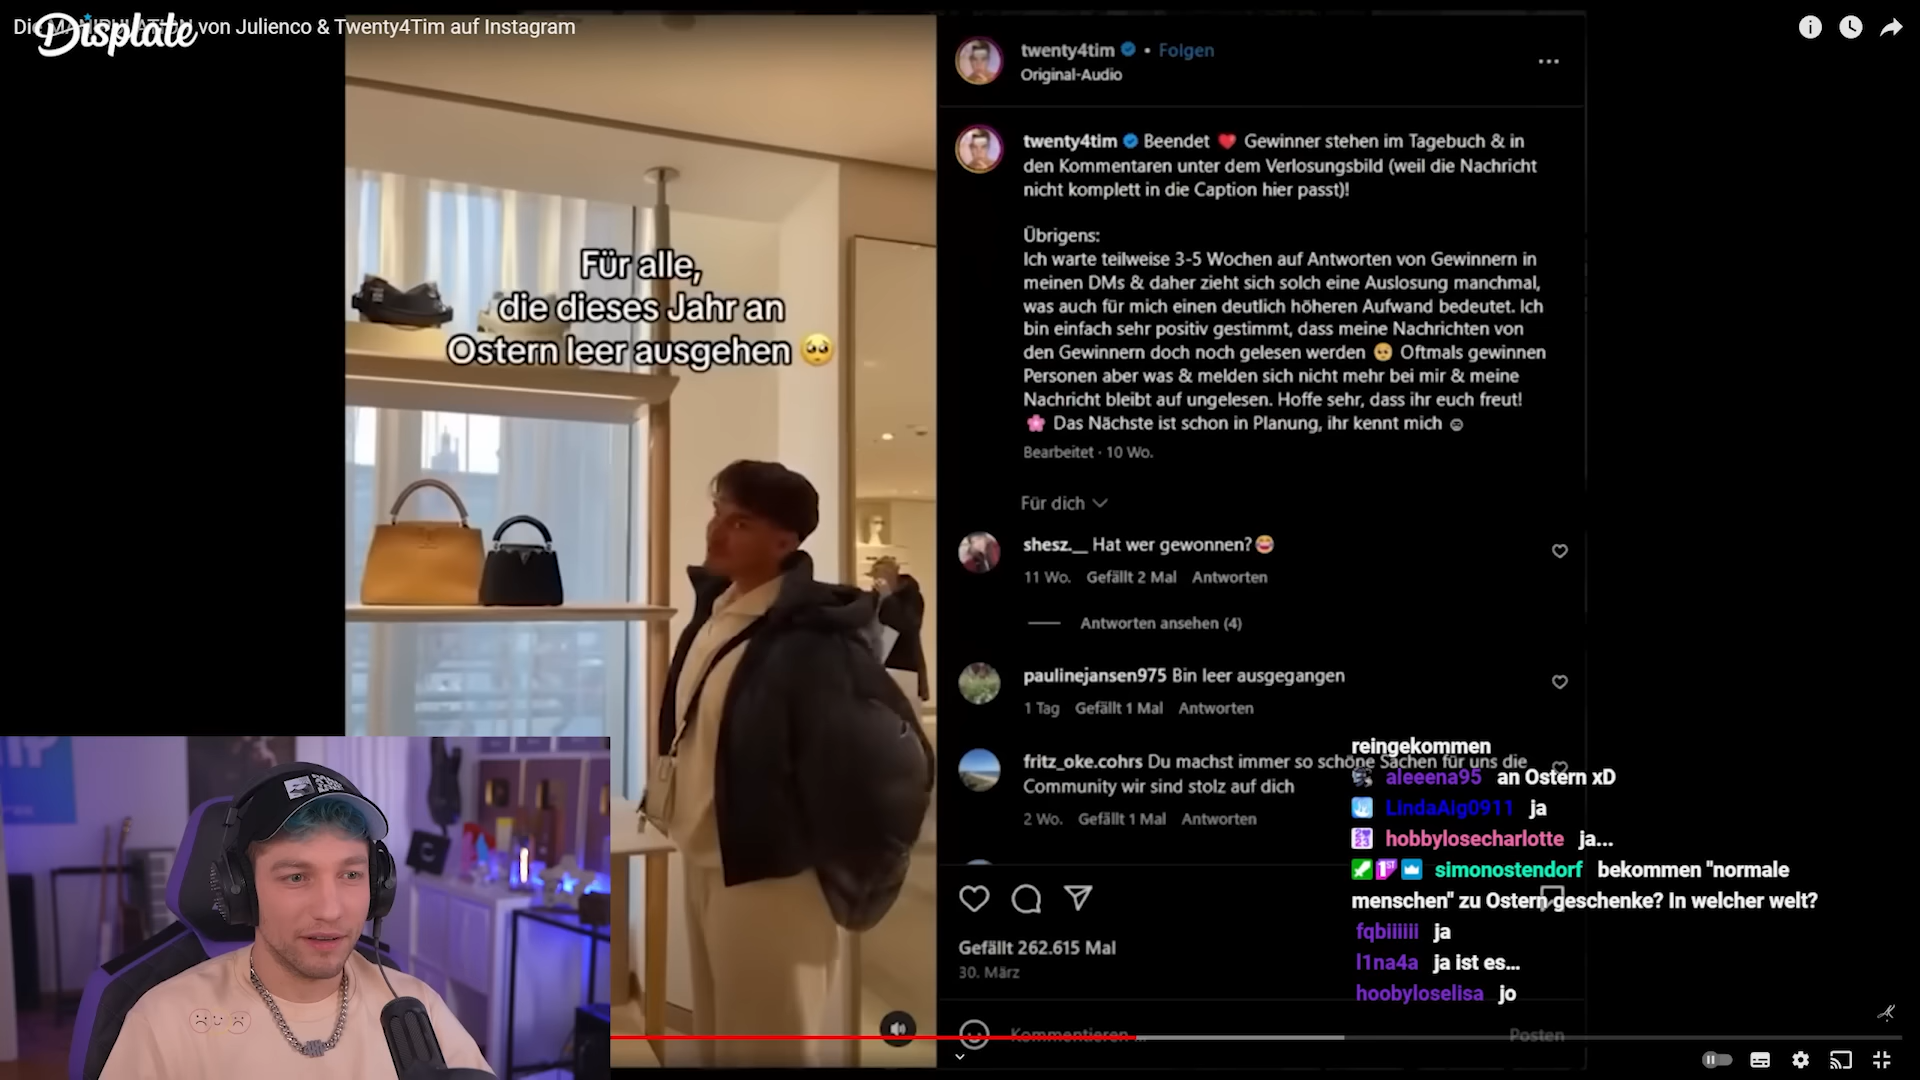 Die MANIPULATION von Julienco & Twenty4Tim auf Instagram
Displate
Für alle,
die dieses Jahr an
Ostern leer ausgehen 🥺
twenty4tim • Folgen
Original-Audio
twenty4tim Beendet ❤️ Gewinner stehen im Tagebuch & in
den Kommentaren unter dem Verlosungsbild (weil die Nachricht
nicht komplett in die Caption hier passt)!
Übrigens:
Ich warte teilweise 3-5 Wochen auf Antworten von Gewinnern in
meinen DMs & daher zieht sich solch eine Auslosung manchmal,
was auch für mich einen deutlich höheren Aufwand bedeutet. Ich
bin einfach sehr positiv gestimmt, dass meine Nachrichten von
den Gewinnern doch noch gelesen werden 🥺 Oftmals gewinnen
Personen aber was & melden sich nicht mehr bei mir & meine
Nachricht bleibt auf ungelesen. Hoffe sehr, dass ihr euch freut!
🌸 Das Nächste ist schon in Planung, ihr kennt mich
Bearbeitet · 10 Wo.
Für dich
shesz.__ Hat wer gewonnen?😂
11 Wo. Gefällt 2 Mal Antworten
Antworten ansehen (4)
paulinejansen975 Bin leer ausgegangen
1 Tag Gefällt 1 Mal Antworten
fritz_oke.cohrs Du machst immer so schöne Sachen für uns die
Community wir sind stolz auf dich
2 Wo. Gefällt 1 Mal Antworten
Gefällt 262.615 Mal
30. März
Kommentieren ...
Posten
reingekommen
aleeena95 an Ostern xD
LindaAlg0911 ja
hobbylosecharlotte ja...
simonostendorf bekommen "normale
menschen" zu Ostern geschenke? In welcher welt?
fqbiiiiii ja
l1na4a ja ist es...
hoobyloselisa jo